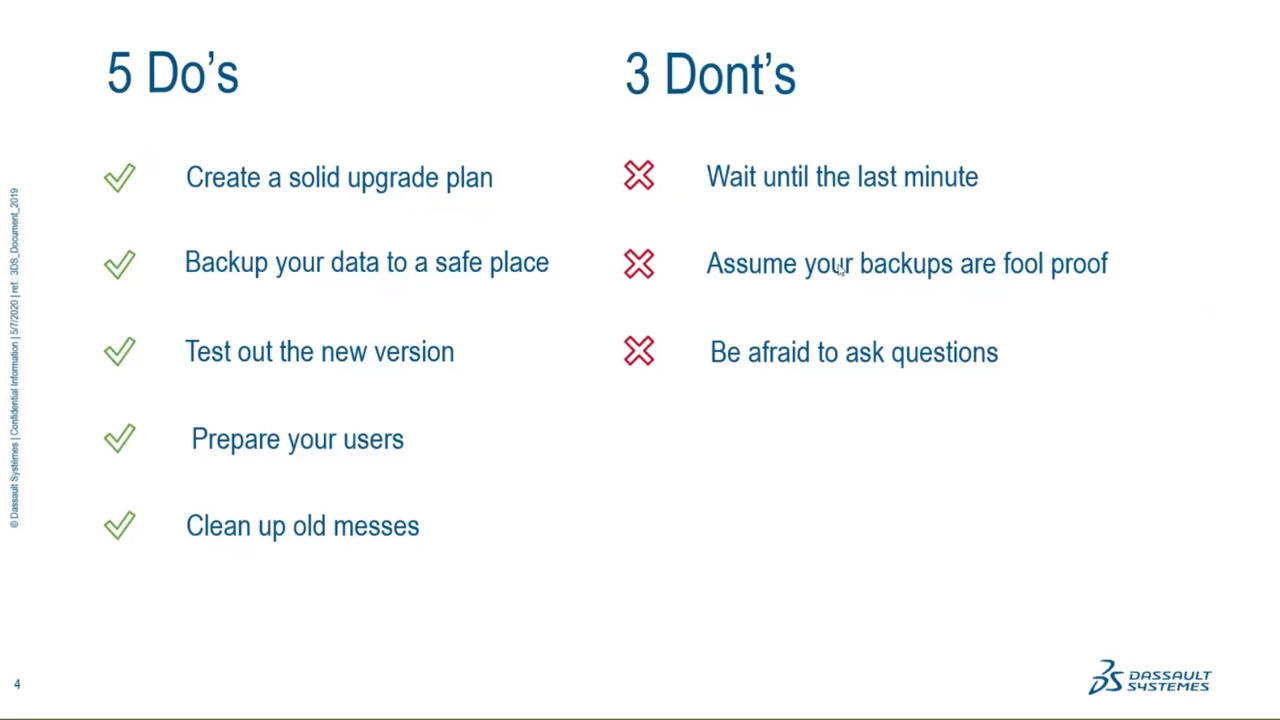 5 Do's
Create a solid upgrade plan
Backup your data to a safe place
Test out the new version
Prepare your users
Clean up old messes
3 Dont's
Wait until the last minute
Assume your backups are fool proof
Be afraid to ask questions
© Dassault Systèmes | Confidential Information | 5/7/2020 | ref.: 3DS_Document_2019
4
3DS DASSAULT
SYSTEMES